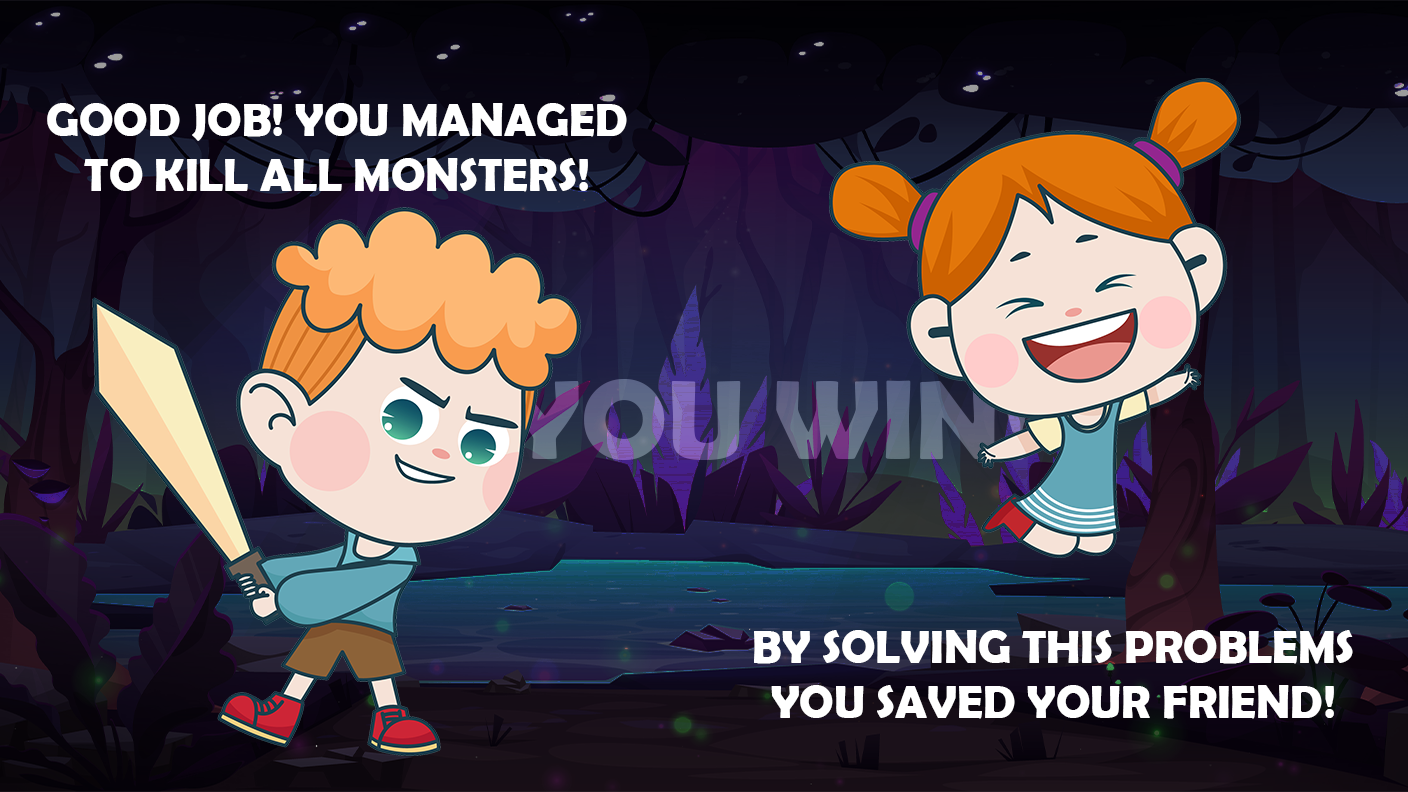 GOOD JOB! YOU MANAGED
TO KILL ALL MONSTERS!
YOU WIN
BY SOLVING THIS PROBLEMS
YOU SAVED YOUR FRIEND!